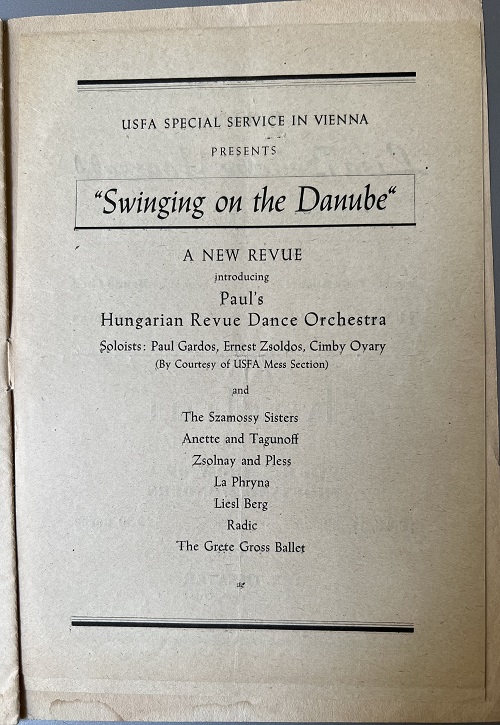 USFA SPECIAL SERVICE IN VIENNA
PRESENTS
"Swinging on the Danube“
A NEW REVUE
introducing
Paul's
Hungarian Revue Dance Orchestra
Soloists: Paul Gardos, Ernest Zsoldos, Cimby Ovary
(By Courtesy of USFA Mess Section)
and
The Szamossy Sisters
Anette and Tagunoff
Zsolnay and Pless
La Phryna
Liesl Berg
Radic
The Grete Gross Ballet